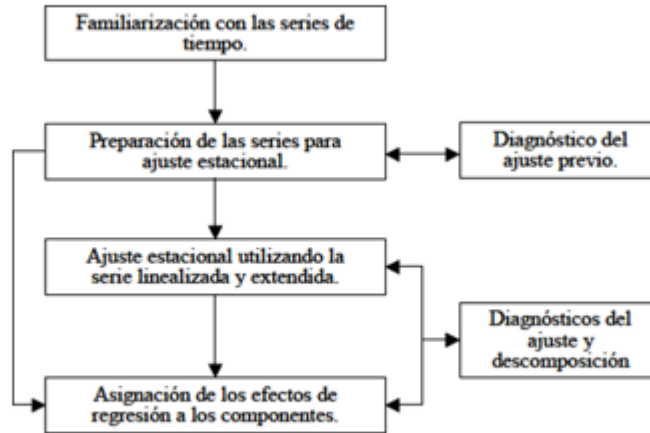 Familiarización con las series de
tiempo.
Preparación de las series para
ajuste estacional.
Diagnóstico del
ajuste previo.
Ajuste estacional utilizando la
serie linealizada y extendida.
Diagnósticos del
ajuste y
descomposición
Asignación de los efectos de
regresión a los componentes.